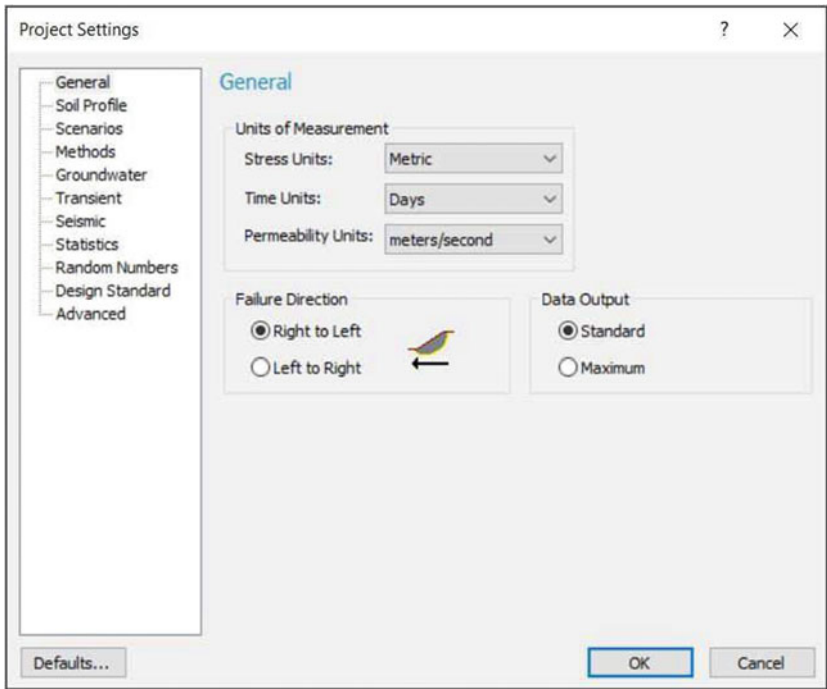 Project Settings
?
General
Soil Profile
Scenarios
Methods
Groundwater
Transient
Seismic
Statistics
Random Numbers
Design Standard
Advanced
General
Units of Measurement
Stress Units: Metric
Time Units: Days
Permeability Units: meters/second
Failure Direction
Right to Left
Left to Right
Data Output
Standard
Maximum
Defaults...
OK
Cancel